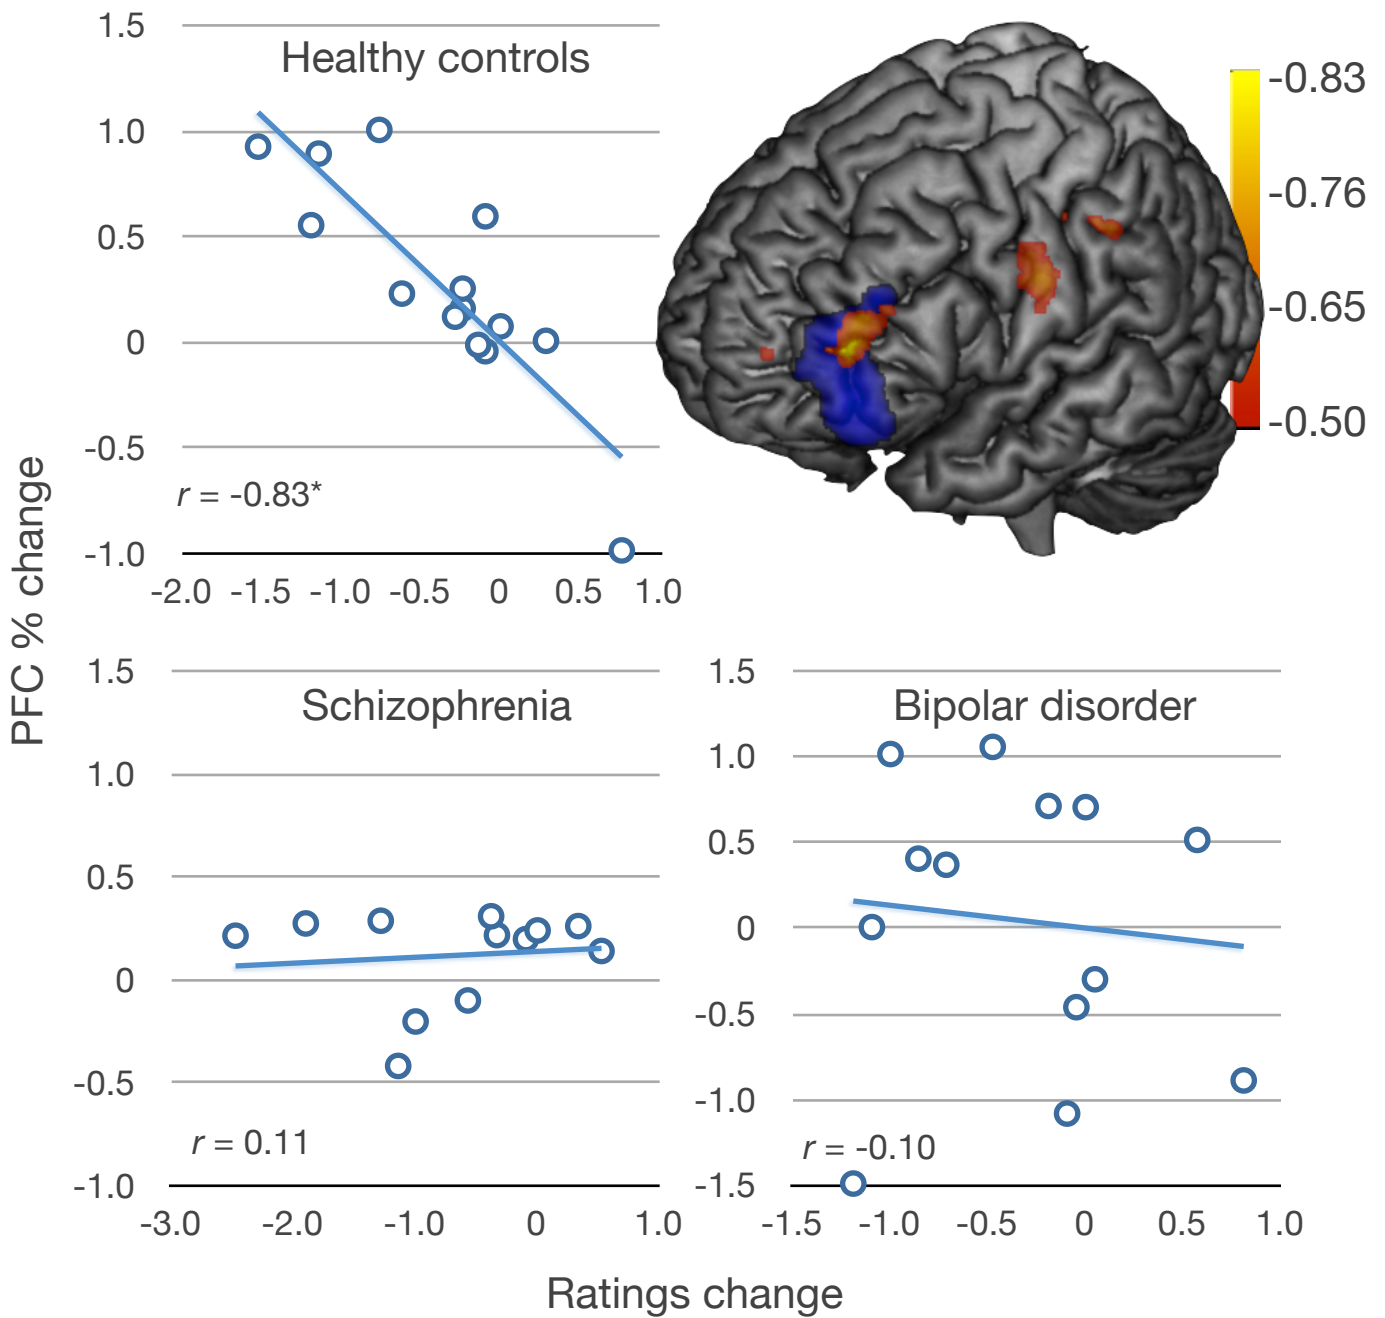 PFC % change
Healthy controls
1.5
1.0
0.5
0
-0.5
-1.0
r = -0.83*
-2.0 -1.5 -1.0 -0.5 0 0.5 1.0
-0.83
-0.76
-0.65
-0.50
Schizophrenia
1.5
1.0
0.5
0
-0.5
-1.0
r = 0.11
-3.0 -2.0 -1.0 0 1.0
Bipolar disorder
1.5
1.0
0.5
0
-0.5
-1.0
-1.5
r = -0.10
-1.5 -1.0 -0.5 0 0.5 1.0
Ratings change